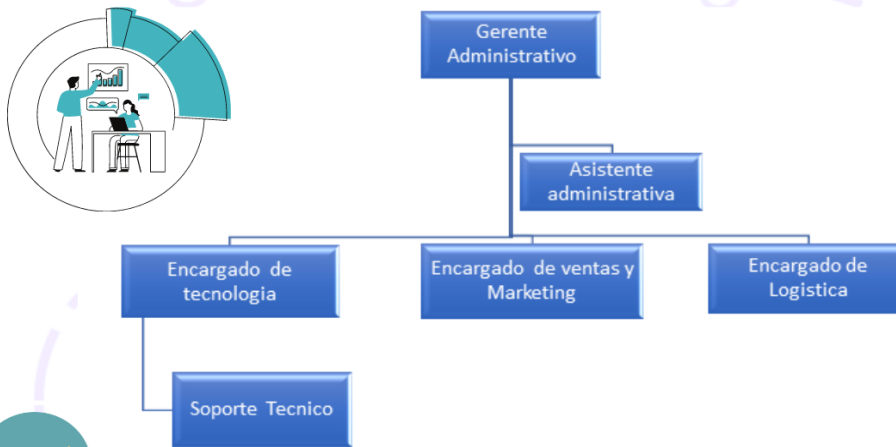 Gerente
Administrativo
Asistente
administrativa
Encargado de
tecnologia
Encargado de ventas y
Marketing
Encargado de
Logistica
Soporte Tecnico